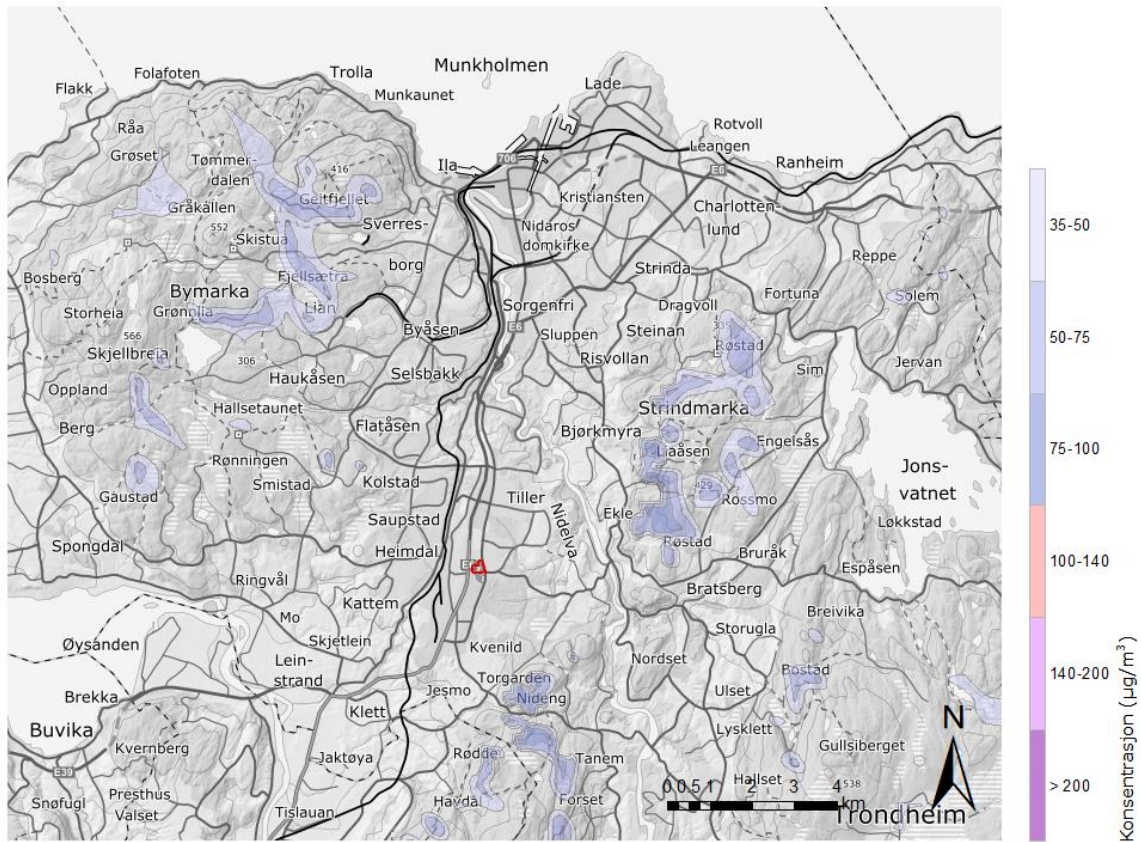 Munkholmen
Trolla
Folafoten
Flakk
Munkaunet
Lade
Råa
Grøset
Rotvoll
Leangen
Ranheim
Tømmer-
dalen
416
Ila
706
E6
Geitfjellet
Gråkallen
Kristiansten
Charlotten-
lund
552
Skistua
Sverres-
borg
Nidaros
domkirke
Reppe
Bosberg
Fjellsætra
Strinda
Bymarka
Fortuna
Solem
Storheia
Grønnlia
Lian
Sorgenfri
Dragvoll
566
Byåsen
E6
Sluppen
Steinan
Skjellbreia
306
Risvollan
Røstad
Jervan
Haukåsen
Selsbakk
Sim
Oppland
Hallsetaunet
Strindmarka
Berg
Flatåsen
Bjørkmyra
Engelsås
Rønningen
Liaåsen
Jons-
vatnet
Gaustad
Smistad
Kolstad
Tiller
429
Rossmo
Saupstad
Nidelva
Ekle
Løkkstad
Spongdal
Heimdal
Røstad
Bruråk
Espåsen
Ringvål
Kattem
Bratsberg
Mo
Breivika
Øysanden
Skjetlein
Storugla
Kvenild
Lein-
strand
Nordset
Torgården
Bostad
Brekka
Jesmo
Nideng
Ulset
Klett
Buvika
Lysklett
N
Kvernberg
Jaktøya
Rødde
Tanem
Gullsiberget
E39
Hallset
538
Presthus
Snøfugl
Valset
Havdal
Forset
0 0.5 1 2 3 4
km
Tislauan
Trondheim
35-50
50-75
75-100
100-140
140-200
> 200
Konsentrasjon (µg/m³)